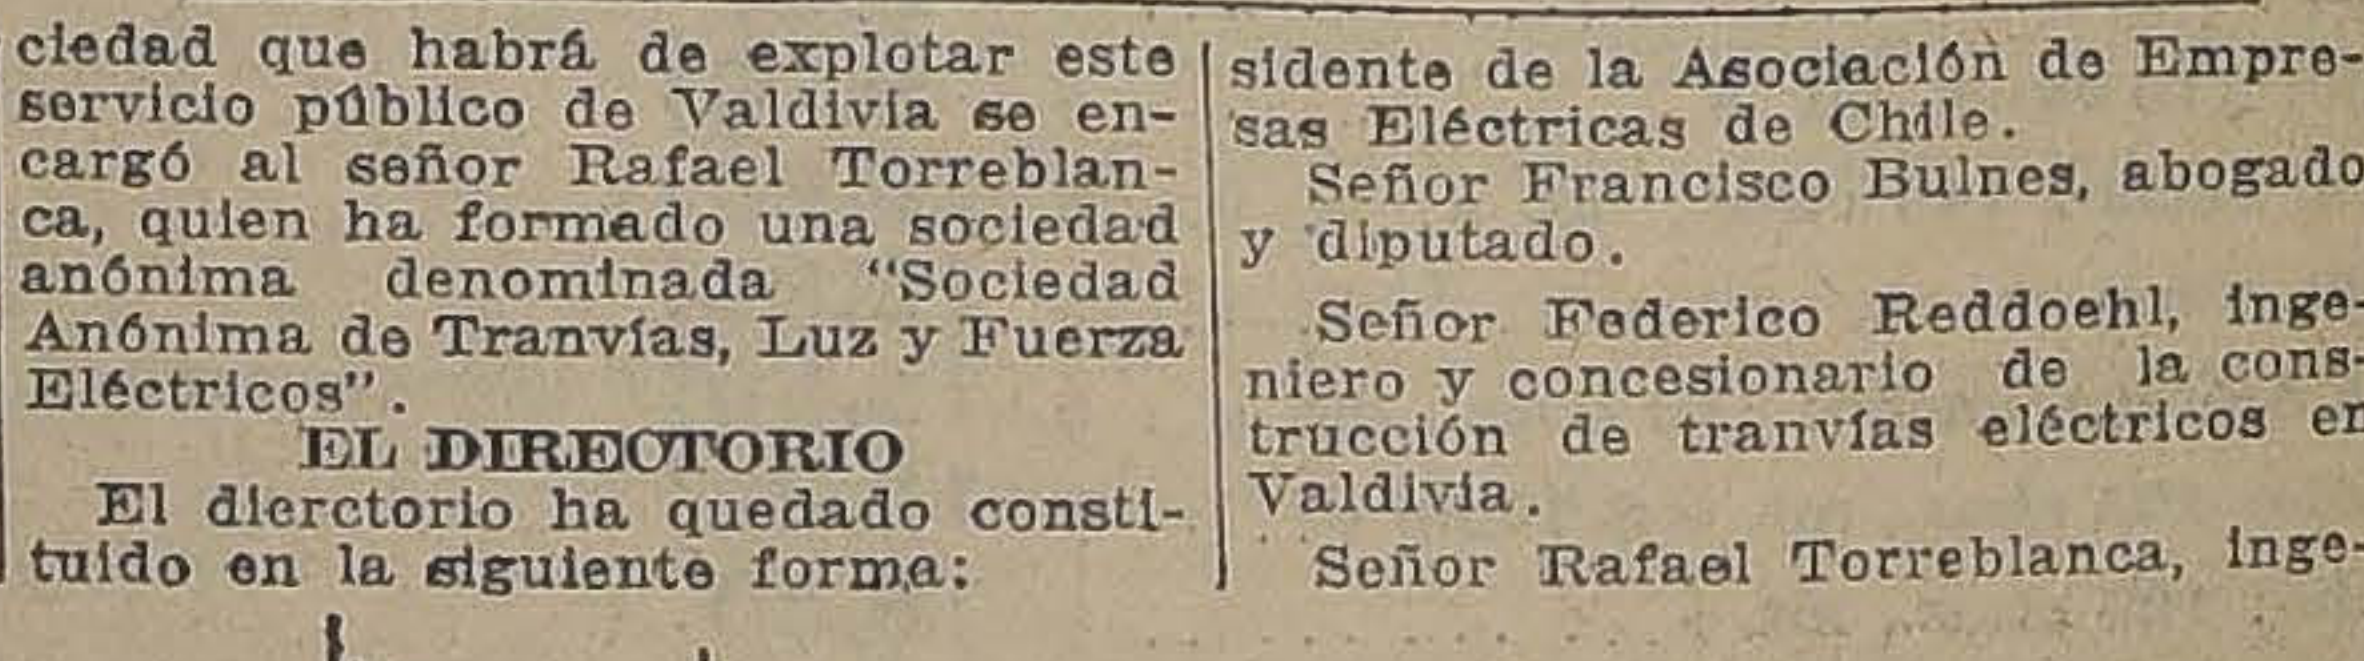 ciedad que habrá de explotar este
servicio público de Valdivia se en-
cargó al señor Rafael Torreblan-
ca, quien ha formado una sociedad
anónima denominada “Sociedad
Anónima de Tranvías, Luz y Fuerza
Eléctricos”.
EL DIRECTORIO
El dierctorio ha quedado consti-
tuido en la siguiente forma:
sidente de la Asociación de Empre-
sas Eléctricas de Chile.
Señor Francisco Bulnes, abogado
y diputado.
Señor Federico Reddoehl, inge-
niero y concesionario de la cons-
trucción de tranvías eléctricos en
Valdivia.
Señor Rafael Torreblanca, inge-